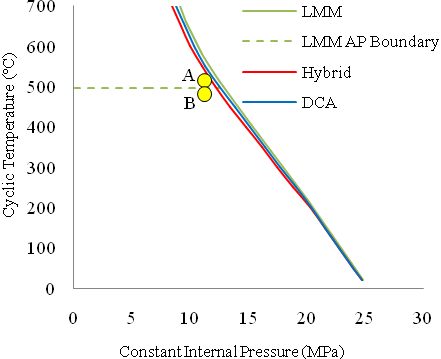 700
600
500
400
300
200
100
0
Cyclic Temperature (°C)
A
B
LMM
LMM AP Boundary
Hybrid
DCA
0 5 10 15 20 25 30
Constant Internal Pressure (MPa)